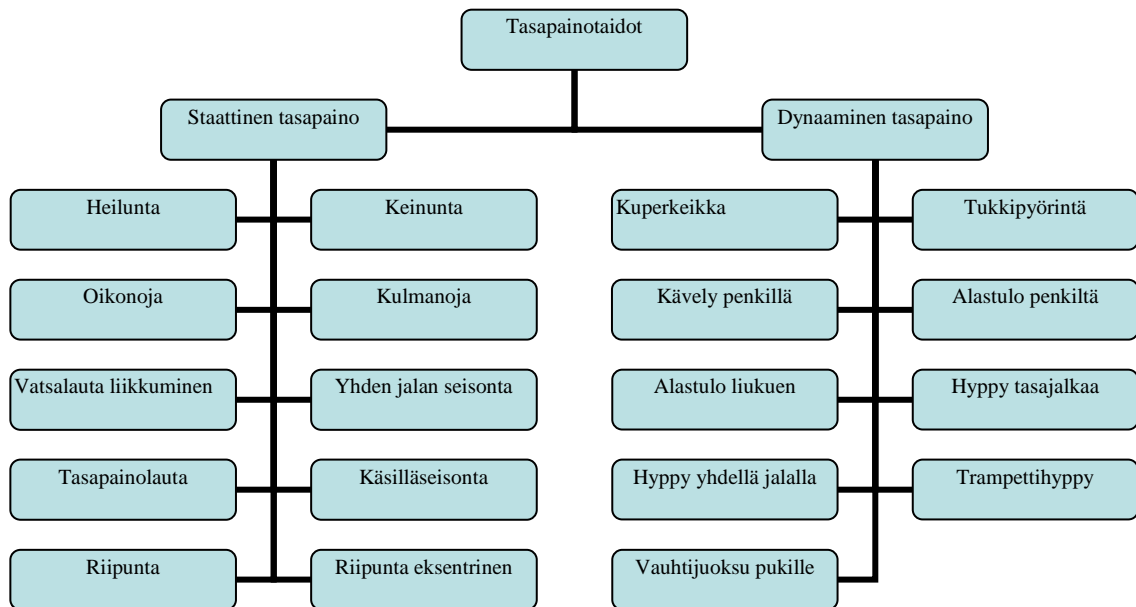 Tasapainotaidot
Staattinen tasapaino
Dynaaminen tasapaino
Heilunta
Keinunta
Kuperkeikka
Tukkipyörintä
Oikonoja
Kulmanoja
Kävely penkillä
Alastulo penkiltä
Vatsalauta liikkuminen
Yhden jalan seisonta
Alastulo liukuen
Hyppy tasajalkaa
Tasapainolauta
Käsilläseisonta
Hyppy yhdellä jalalla
Trampettihyppy
Riipunta
Riipunta eksentrinen
Vauhtijuoksu pukille